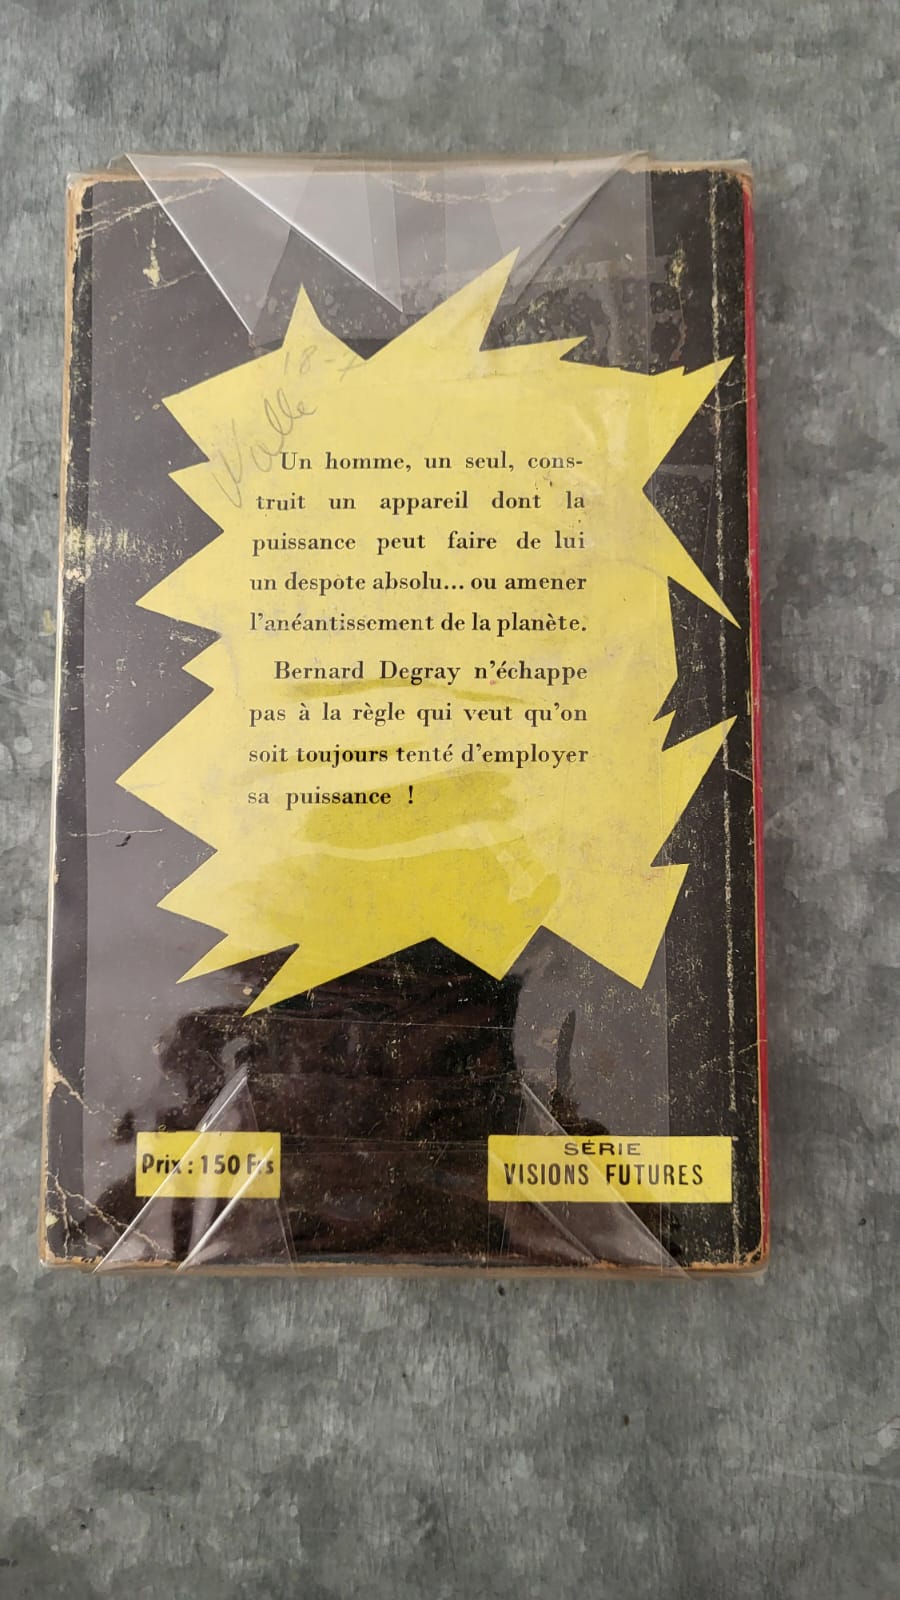 18-7
Valle
Un homme, un seul, cons-
truit un appareil dont la
puissance peut faire de lui
un despote absolu... ou amener
l'anéantissement de la planète.
Bernard Degray n'échappe
pas à la règle qui veut qu'on
soit toujours tenté d'employer
sa puissance !
Prix : 150 Frs
SÉRIE
VISIONS FUTURES